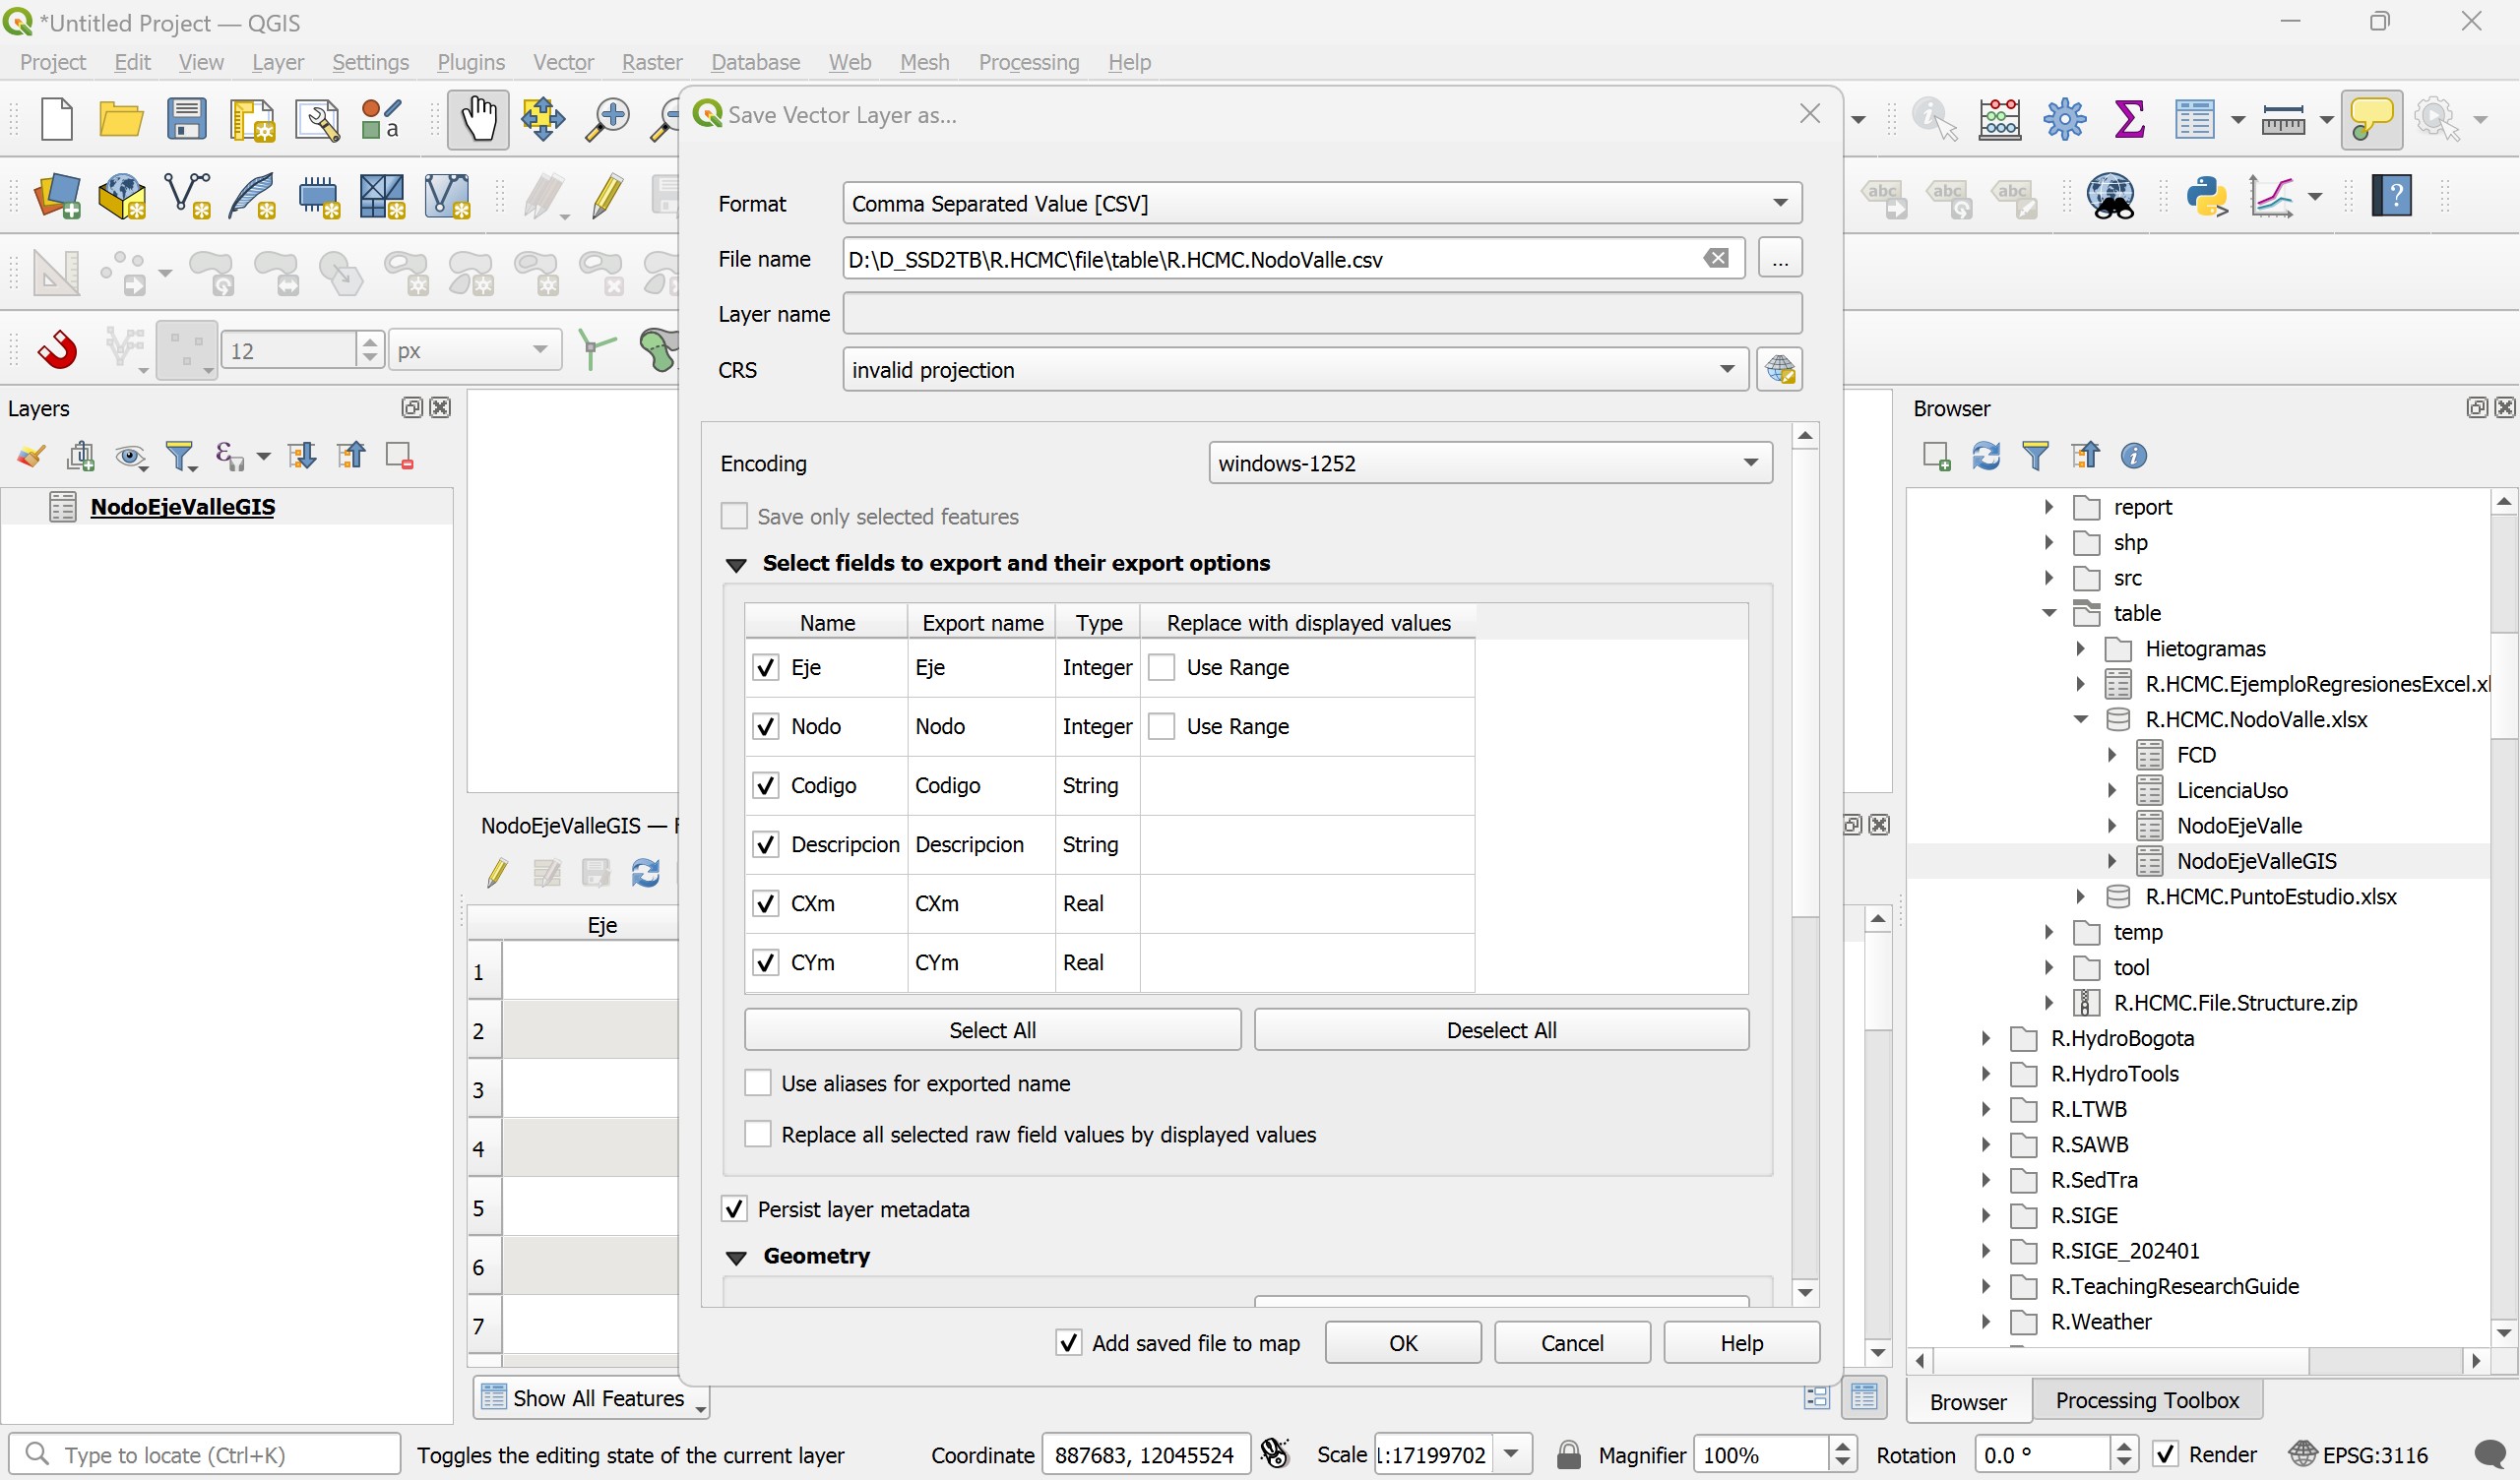 *Untitled Project — QGIS
Project Edit View Layer Settings Plugins Vector Raster Database Web Mesh Processing Help
Save Vector Layer as...
Format Comma Separated Value [CSV]
File name D:\D_SSD2TB\R.HCMC\file\table\R.HCMC.NodoValle.csv ...
Layer name
CRS invalid projection
12 px
Layers
NodoEjeValleGIS
Encoding windows-1252
Save only selected features
Select fields to export and their export options
Name Export name Type Replace with displayed values
Eje Eje Integer Use Range
Nodo Nodo Integer Use Range
Codigo Codigo String
Descripcion Descripcion String
CXm CXm Real
CYm CYm Real
Select All Deselect All
Use aliases for exported name
Replace all selected raw field values by displayed values
Persist layer metadata
Geometry
Add saved file to map OK Cancel Help
NodoEjeValleGIS —
Eje
1
2
3
4
5
6
7
Show All Features
Browser
report
shp
src
table
Hietogramas
R.HCMC.EjemploRegresionesExcel.xl
R.HCMC.NodoValle.xlsx
FCD
LicenciaUso
NodoEjeValle
NodoEjeValleGIS
R.HCMC.PuntoEstudio.xlsx
temp
tool
R.HCMC.File.Structure.zip
R.HydroBogota
R.HydroTools
R.LTWB
R.SAWB
R.SedTra
R.SIGE
R.SIGE_202401
R.TeachingResearchGuide
R.Weather
Browser Processing Toolbox
Type to locate (Ctrl+K) Toggles the editing state of the current layer Coordinate 887683, 12045524 Scale 1:17199702 Magnifier 100% Rotation 0.0 ° Render EPSG:3116